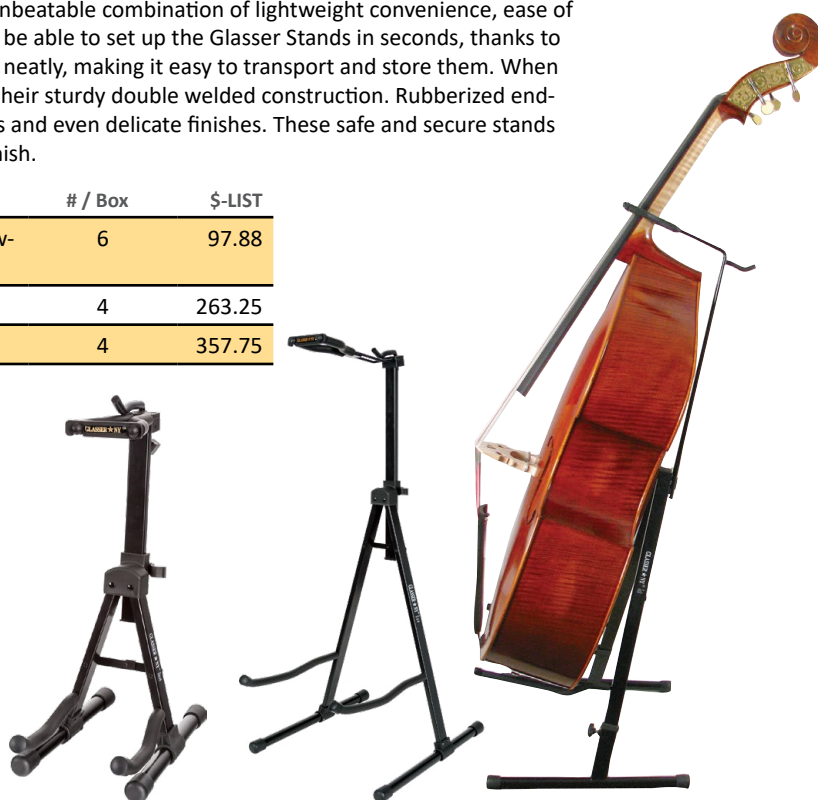 nbeatable combination of lightweight convenience, ease of
be able to set up the Glasser Stands in seconds, thanks to
neatly, making it easy to transport and store them. When
heir sturdy double welded construction. Rubberized end-
s and even delicate finishes. These safe and secure stands
nish.
# / Box $-LIST
w- 6 97.88
4 263.25
4 357.75
GLASSER★NY
GLASSER★NY